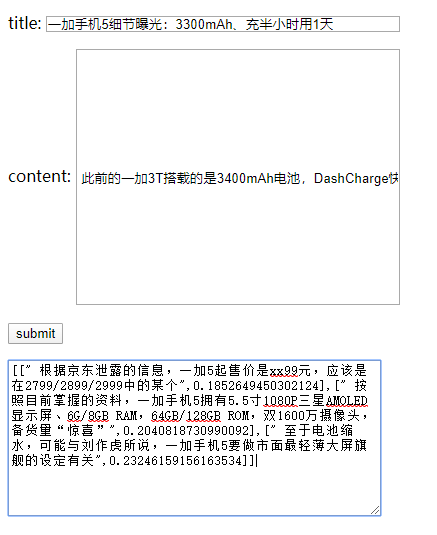 title: 一加手机5细节曝光：3300mAh、充半小时用1天
content: 此前的一加3T搭载的是3400mAh电池，DashCharge快
submit
[[" 根据京东泄露的信息，一加5起售价是xx99元，应该是
在2799/2899/2999中的某个",0.1852649450302124],[" 按
照目前掌握的资料，一加手机5拥有5.5寸1080P三星AMOLED
显示屏、6G/8GB RAM，64GB/128GB ROM，双1600万摄像头，
备货量“惊喜”",0.2040818730990092],[" 至于电池缩
水，可能与刘作虎所说，一加手机5要做市面最轻薄大屏旗
舰的设定有关",0.23246159156163534]]